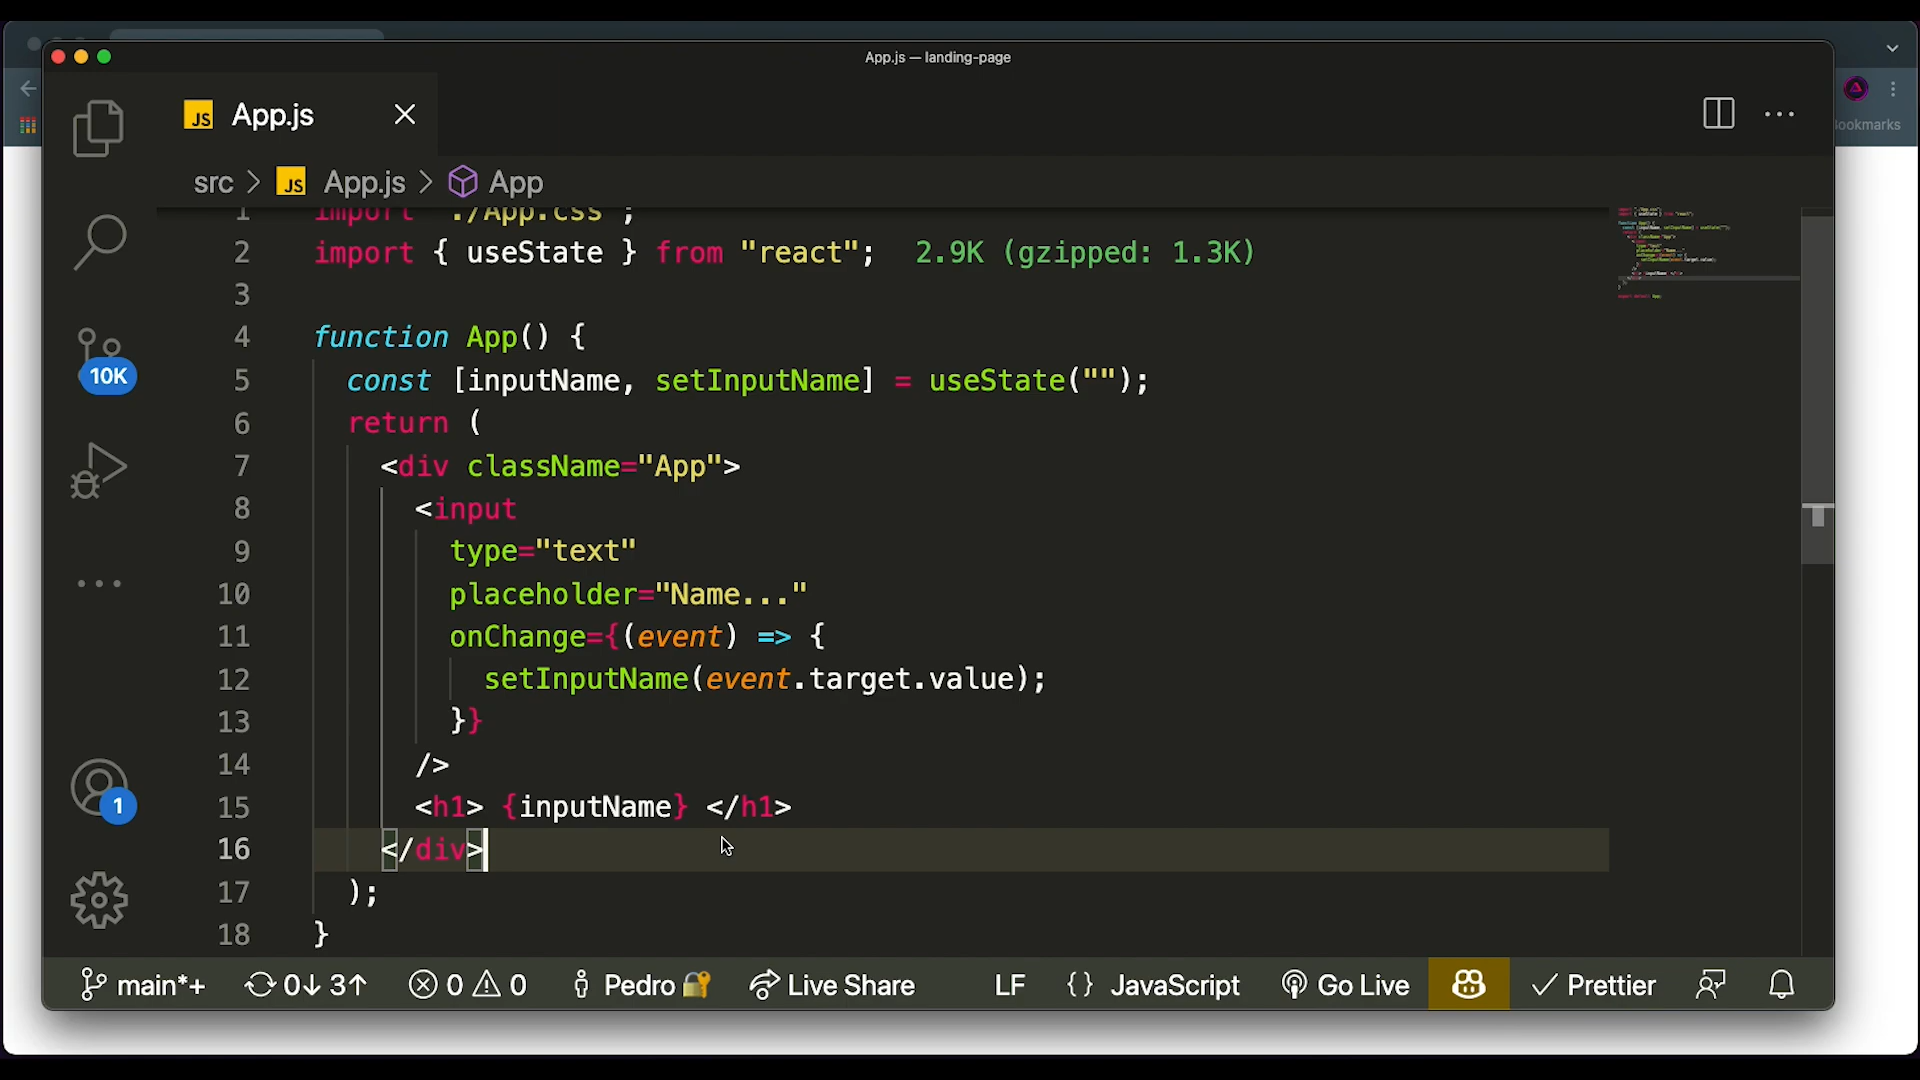 App.js — landing-page
JS App.js
Bookmarks
src > JS App.js > App
1 import "./App.css";
2 import { useState } from "react"; 2.9K (gzipped: 1.3K)
3
4 function App() {
5 const [inputName, setInputName] = useState("");
6 return (
7 <div className="App">
8 <input
9 type="text"
10 placeholder="Name..."
11 onChange={(event) => {
12 setInputName(event.target.value);
13 }}
14 />
15 <h1> {inputName} </h1>
16 </div>
17 );
18 }
10K
1
main*+ 0↓ 3↑ 0 0 Pedro 🔐 Live Share LF {} JavaScript Go Live Prettier